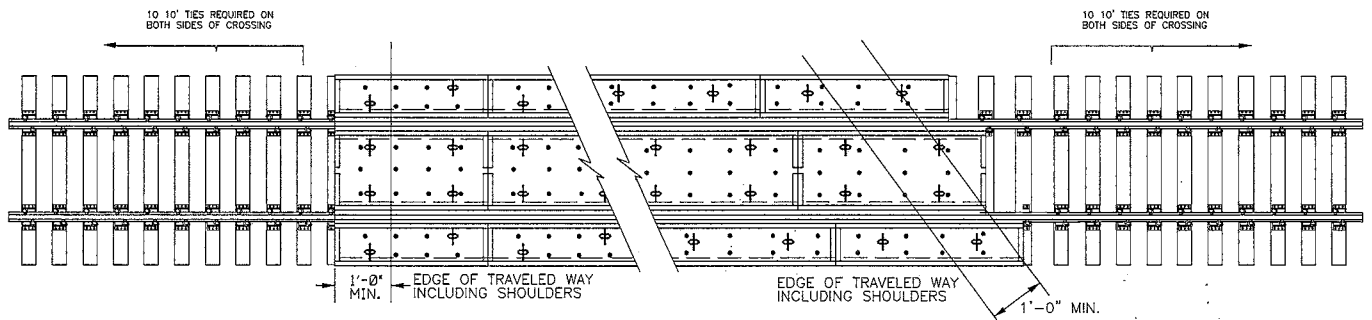 10 10' TIES REQUIRED ON
BOTH SIDES OF CROSSING
10 10' TIES REQUIRED ON
BOTH SIDES OF CROSSING
1'-0"
MIN.
EDGE OF TRAVELED WAY
INCLUDING SHOULDERS
EDGE OF TRAVELED WAY
INCLUDING SHOULDERS
1'-0" MIN.